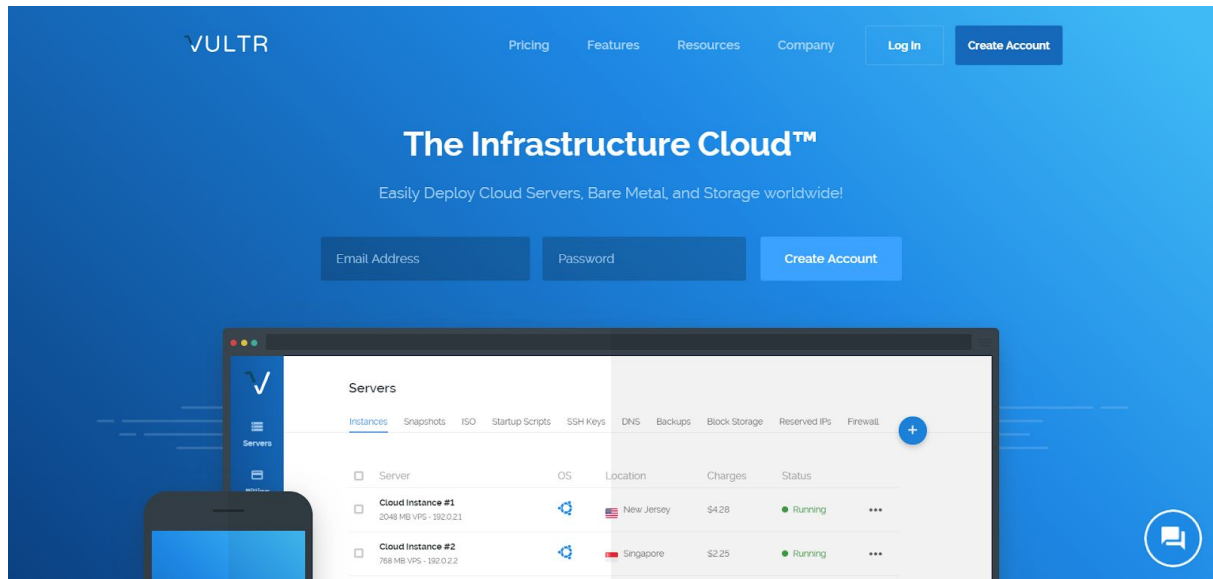 VULTR
Pricing Features Resources Company Log In Create Account
The Infrastructure Cloud™
Easily Deploy Cloud Servers, Bare Metal, and Storage worldwide!
Email Address Password Create Account
Servers
Instances Snapshots ISO Startup Scripts SSH Keys DNS Backups Block Storage Reserved IPs Firewall
Servers
Server OS Location Charges Status
Cloud Instance #1
2048 MB VPS - 192.0.2.1 New Jersey $4.28 Running
Cloud Instance #2
768 MB VPS - 192.0.2.2 Singapore $2.25 Running